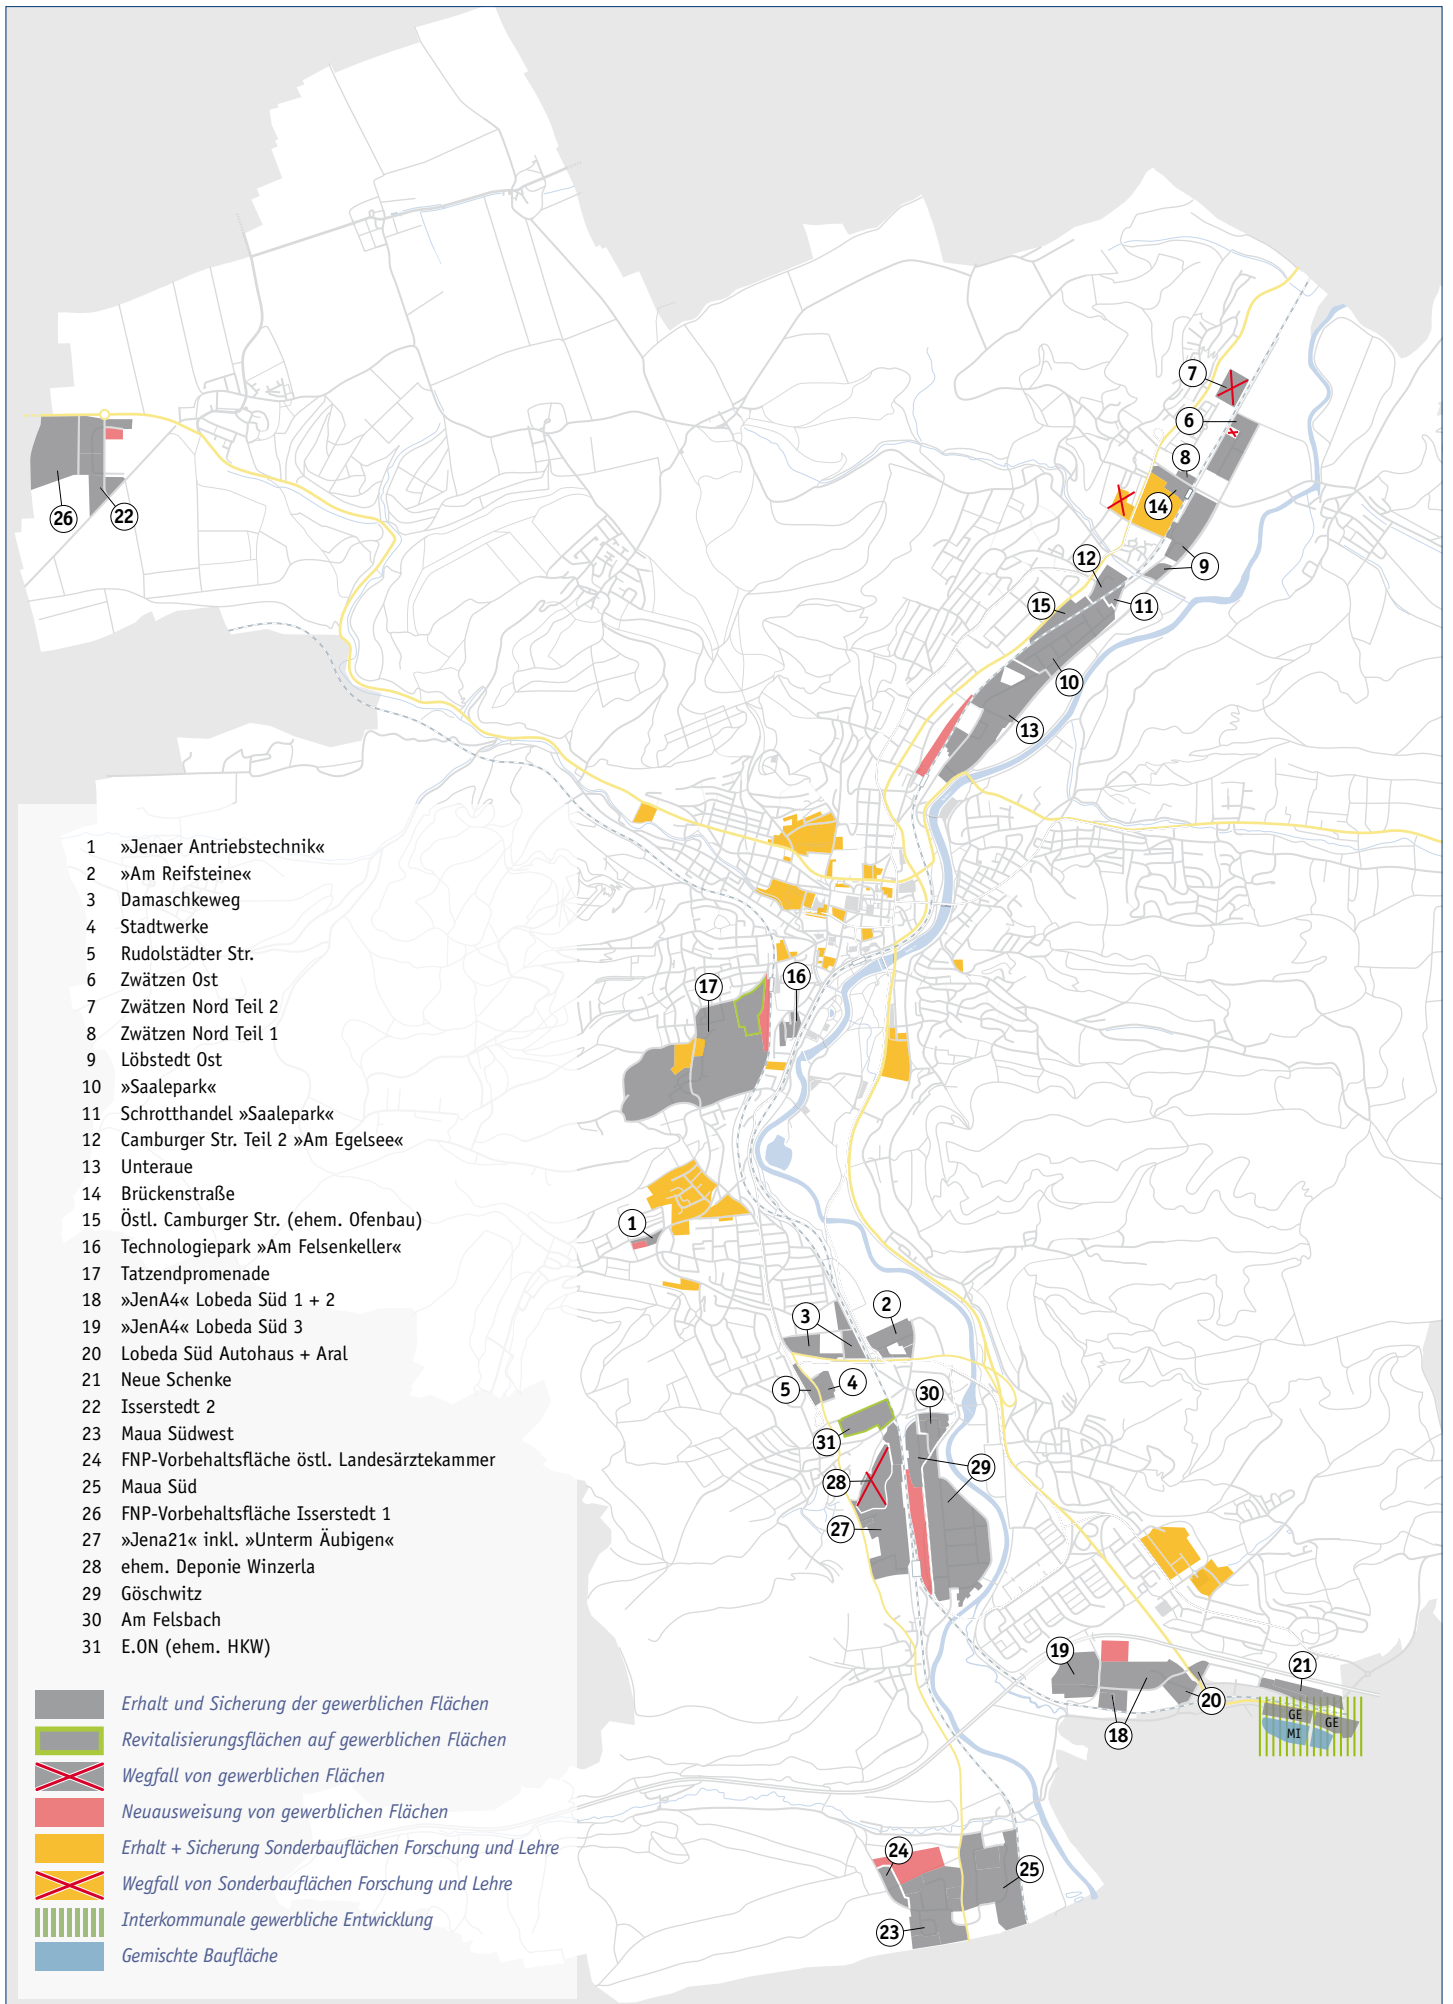 7
6
8
14
9
12
11
15
10
13
26
22
1 »Jenaer Antriebstechnik«
2 »Am Reifsteine«
3 Damaschkeweg
4 Stadtwerke
5 Rudolstädter Str.
6 Zwätzen Ost
7 Zwätzen Nord Teil 2
8 Zwätzen Nord Teil 1
9 Löbstedt Ost
10 »Saalepark«
11 Schrotthandel »Saalepark«
12 Camburger Str. Teil 2 »Am Egelsee«
13 Unteraue
14 Brückenstraße
15 Östl. Camburger Str. (ehem. Ofenbau)
16 Technologiepark »Am Felsenkeller«
17 Tatzendpromenade
18 »JenA4« Lobeda Süd 1 + 2
19 »JenA4« Lobeda Süd 3
20 Lobeda Süd Autohaus + Aral
21 Neue Schenke
22 Isserstedt 2
23 Maua Südwest
24 FNP-Vorbehaltsfläche östl. Landesärztekammer
25 Maua Süd
26 FNP-Vorbehaltsfläche Isserstedt 1
27 »Jena21« inkl. »Unterm Äubigen«
28 ehem. Deponie Winzerla
29 Göschwitz
30 Am Felsbach
31 E.ON (ehem. HKW)
17
16
1
3
2
5
4
30
31
29
28
27
19
21
20
18
GE
GE
MI
24
25
23
Erhalt und Sicherung der gewerblichen Flächen
Revitalisierungsflächen auf gewerblichen Flächen
Wegfall von gewerblichen Flächen
Neuausweisung von gewerblichen Flächen
Erhalt + Sicherung Sonderbauflächen Forschung und Lehre
Wegfall von Sonderbauflächen Forschung und Lehre
Interkommunale gewerbliche Entwicklung
Gemischte Baufläche